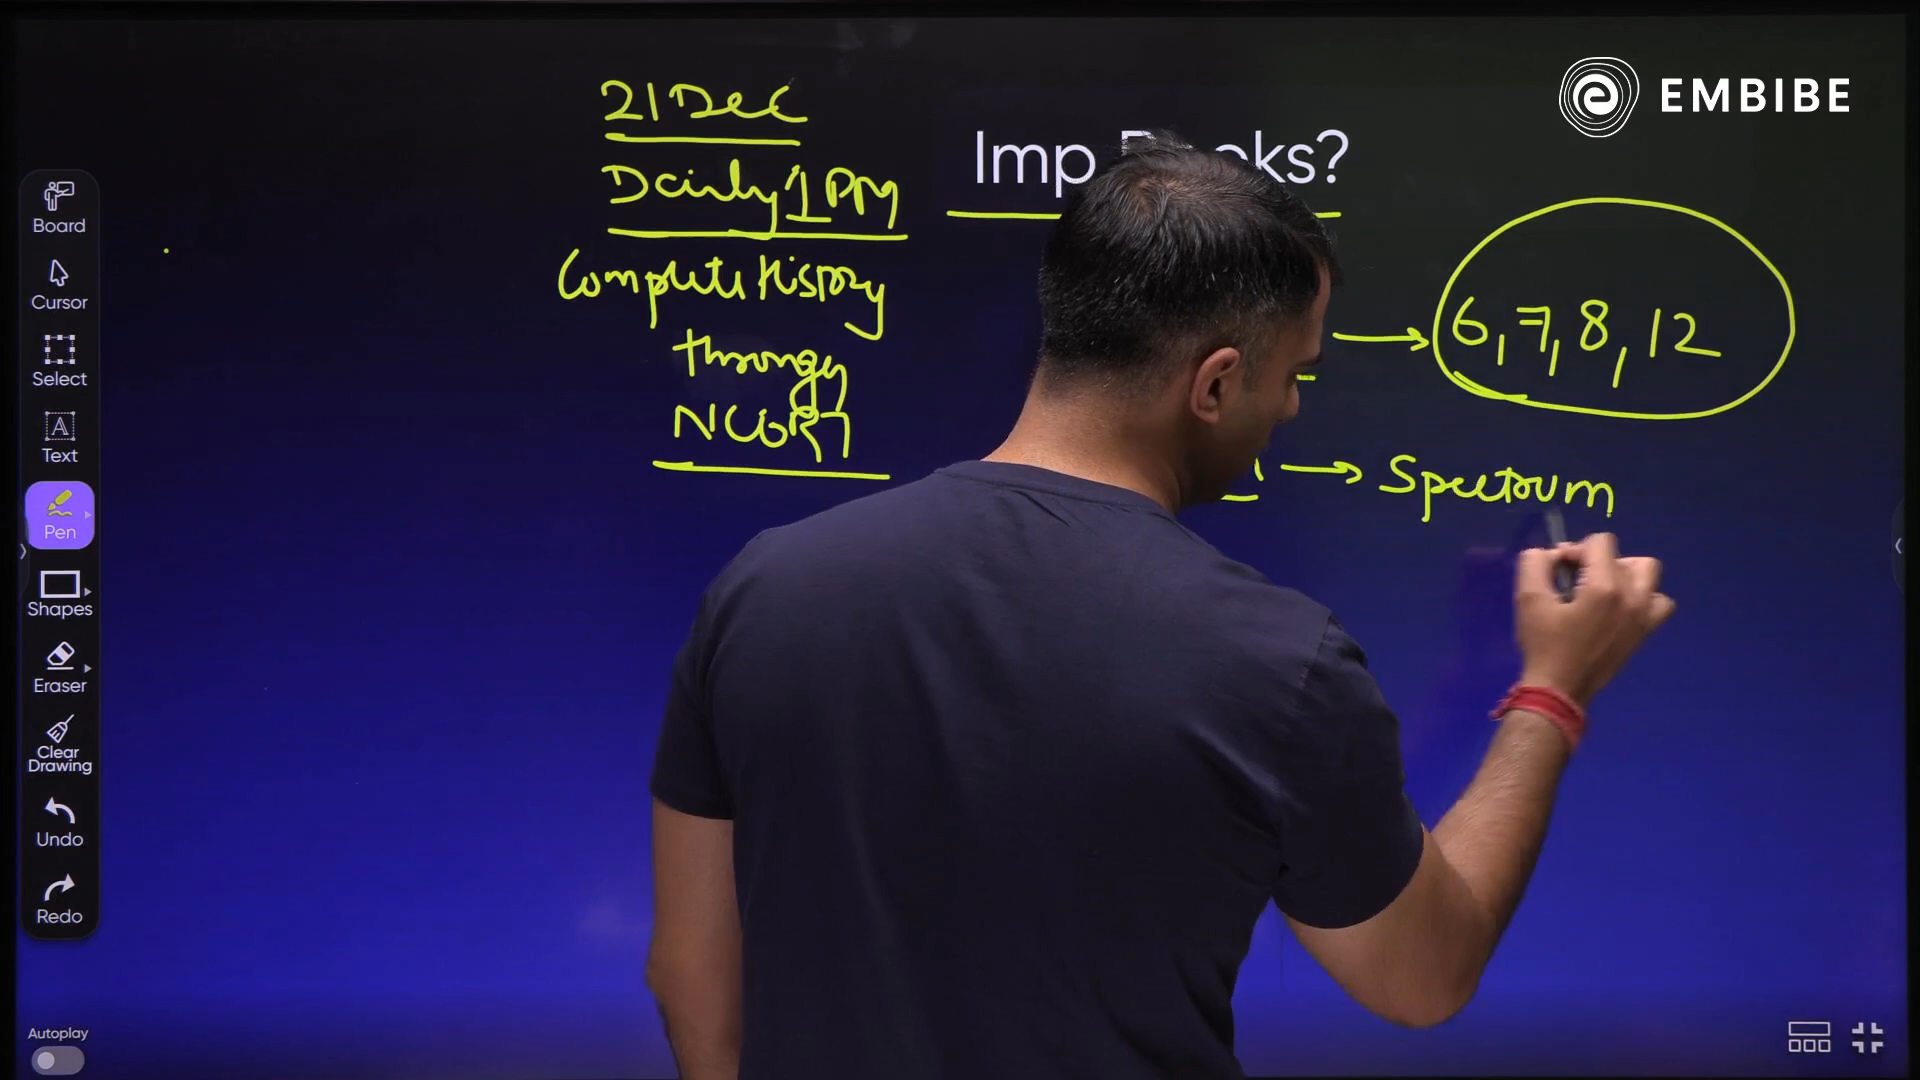 EMBIBE
21 Dec
Imp
Daily 1 PM
Complete History
through
NCERT
6, 7, 8, 12
Spectrum
Board
Cursor
Select
Text
Pen
Shapes
Eraser
Clear
Drawing
Undo
Redo
Autoplay